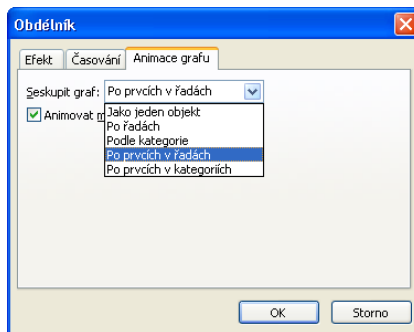 Obdélník
Efekt Časování Animace grafu
Seskupit graf: Po prvcích v řadách
Animovat m
Jako jeden objekt
Po řadách
Podle kategorie
Po prvcích v řadách
Po prvcích v kategoriích
OK Storno